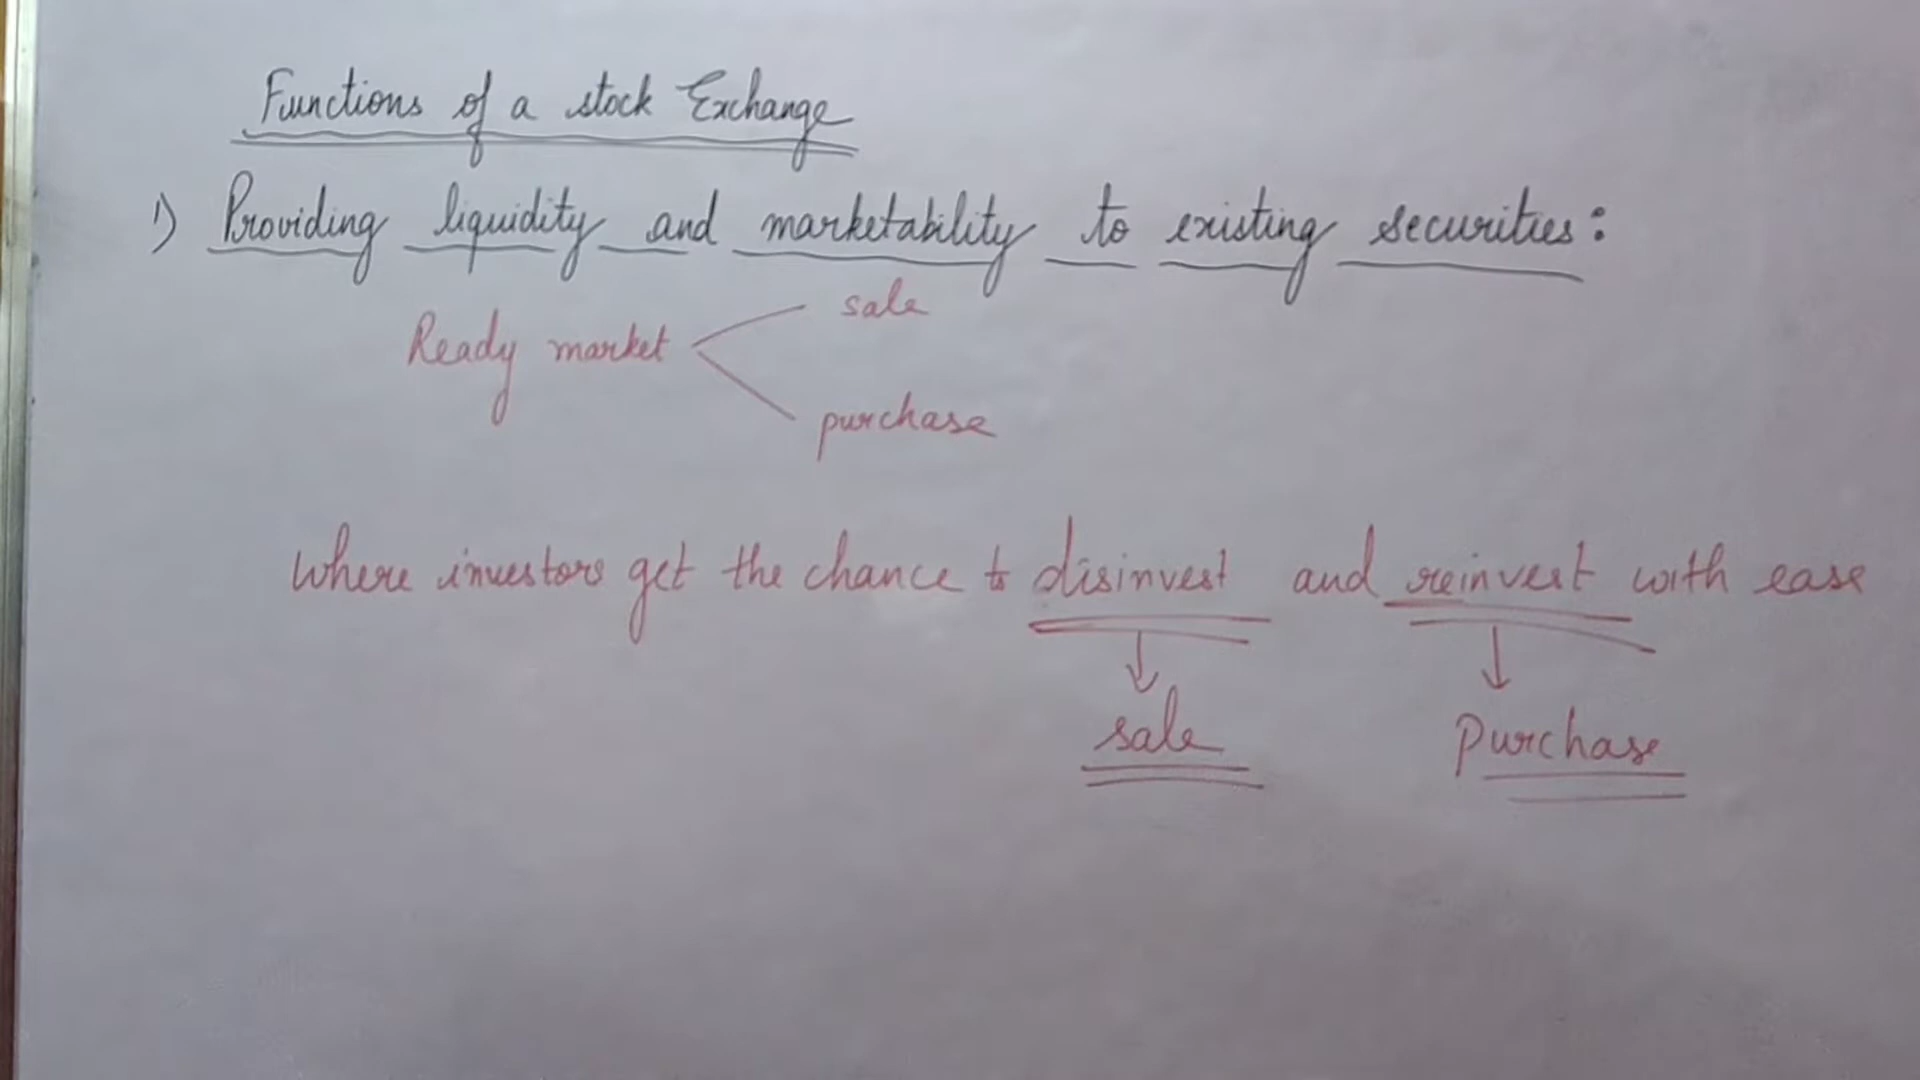 Functions of a stock Exchange
1) Providing liquidity and marketability to existing securities:
sale
Ready market
purchase
where investors get the chance to disinvest and reinvest with ease
sale Purchase